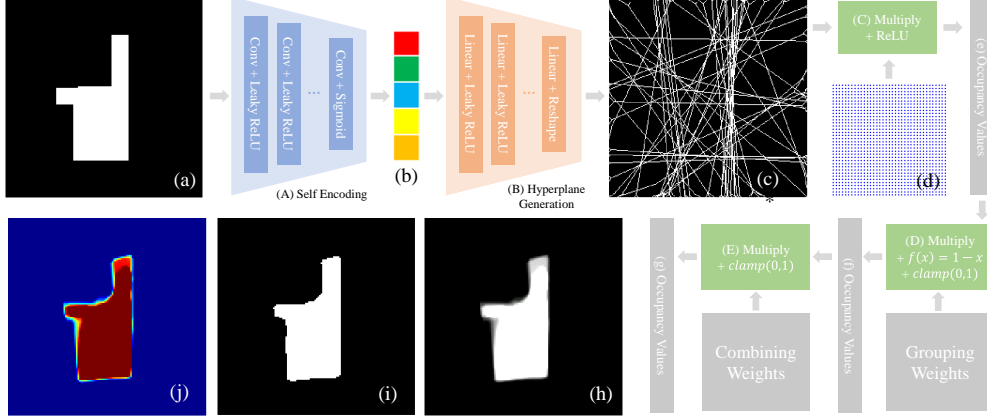 (a)
Conv + Leaky ReLU
Conv + Leaky ReLU
...
Conv + Sigmoid
(A) Self Encoding
(b)
Linear + Leaky ReLU
Linear + Leaky ReLU
...
Linear + Reshape
(B) Hyperplane
Generation
(c)
*
(C) Multiply
+ ReLU
(d)
(e) Occupancy Values
(D) Multiply
+ f(x) = 1 − x
+ clamp(0,1)
Grouping
Weights
(f) Occupancy Values
(E) Multiply
+ clamp(0,1)
Combining
Weights
(g) Occupancy Values
(h)
(i)
(j)